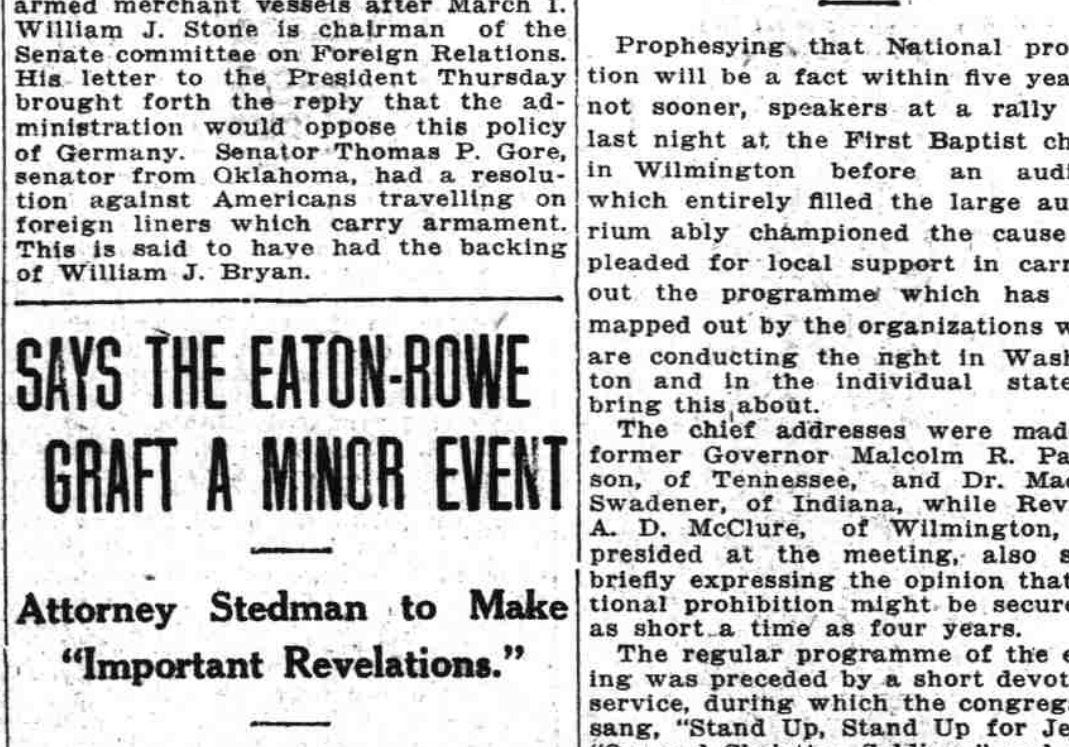 armed merchant vessels after March 1.
William J. Stone is chairman of the
Senate committee on Foreign Relations.
His letter to the President Thursday
brought forth the reply that the ad-
ministration would oppose this policy
of Germany. Senator Thomas P. Gore,
senator from Oklahoma, had a resolu-
tion against Americans travelling on
foreign liners which carry armament.
This is said to have had the backing
of William J. Bryan.
SAYS THE EATON-ROWE
GRAFT A MINOR EVENT
Attorney Stedman to Make
"Important Revelations."
Prophesying that National pro
tion will be a fact within five yea
not sooner, speakers at a rally
last night at the First Baptist ch
in Wilmington before an audi
which entirely filled the large au
rium ably championed the cause
pleaded for local support in carr
out the programme which has
mapped out by the organizations w
are conducting the fight in Wash
ton and in the individual state
bring this about.
The chief addresses were mad
former Governor Malcolm R. Pa
son, of Tennessee, and Dr. Mad
Swadener, of Indiana, while Rev
A. D. McClure, of Wilmington,
presided at the meeting, also s
briefly expressing the opinion that
tional prohibition might be secure
as short a time as four years.
The regular programme of the e
ing was preceded by a short devot
service, during which the congreg
sang, "Stand Up, Stand Up for Je